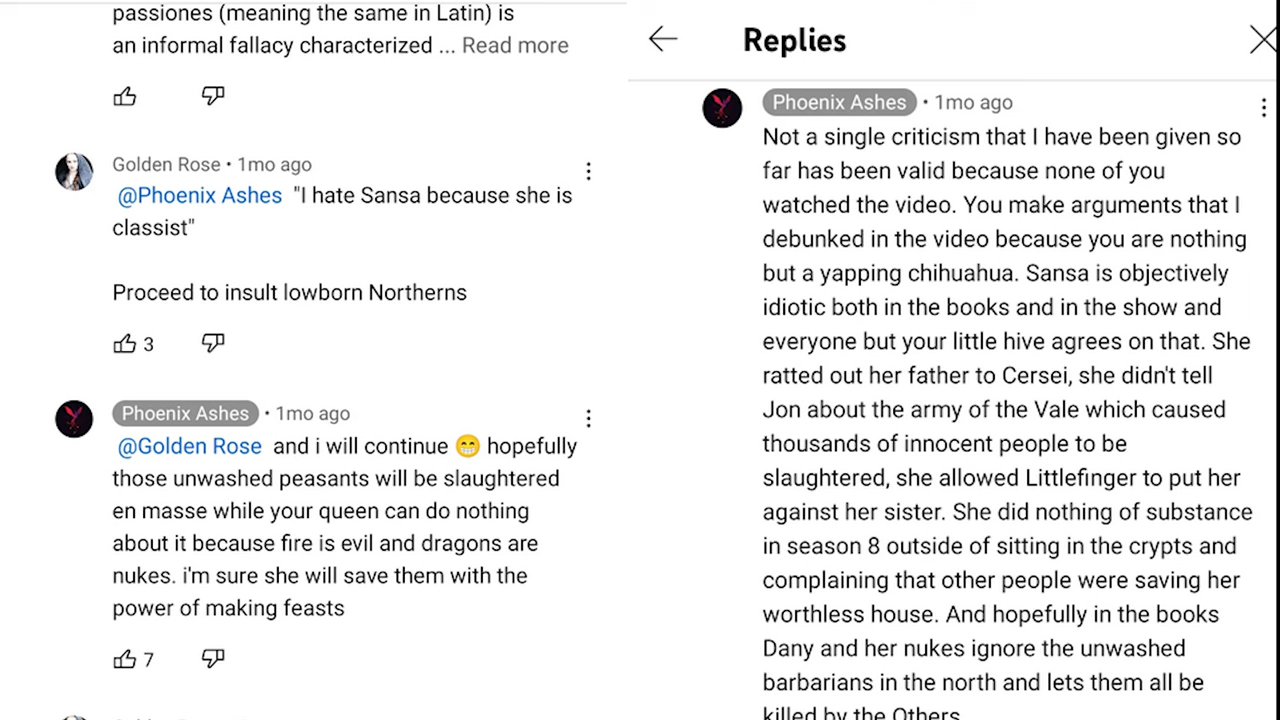 passiones (meaning the same in Latin) is
an informal fallacy characterized ... Read more
Golden Rose • 1mo ago
@Phoenix Ashes "I hate Sansa because she is
classist"
Proceed to insult lowborn Northerns
3
Phoenix Ashes • 1mo ago
@Golden Rose and i will continue 😁 hopefully
those unwashed peasants will be slaughtered
en masse while your queen can do nothing
about it because fire is evil and dragons are
nukes. i'm sure she will save them with the
power of making feasts
7
Replies
Phoenix Ashes • 1mo ago
Not a single criticism that I have been given so
far has been valid because none of you
watched the video. You make arguments that I
debunked in the video because you are nothing
but a yapping chihuahua. Sansa is objectively
idiotic both in the books and in the show and
everyone but your little hive agrees on that. She
ratted out her father to Cersei, she didn't tell
Jon about the army of the Vale which caused
thousands of innocent people to be
slaughtered, she allowed Littlefinger to put her
against her sister. She did nothing of substance
in season 8 outside of sitting in the crypts and
complaining that other people were saving her
worthless house. And hopefully in the books
Dany and her nukes ignore the unwashed
barbarians in the north and lets them all be
killed by the Others